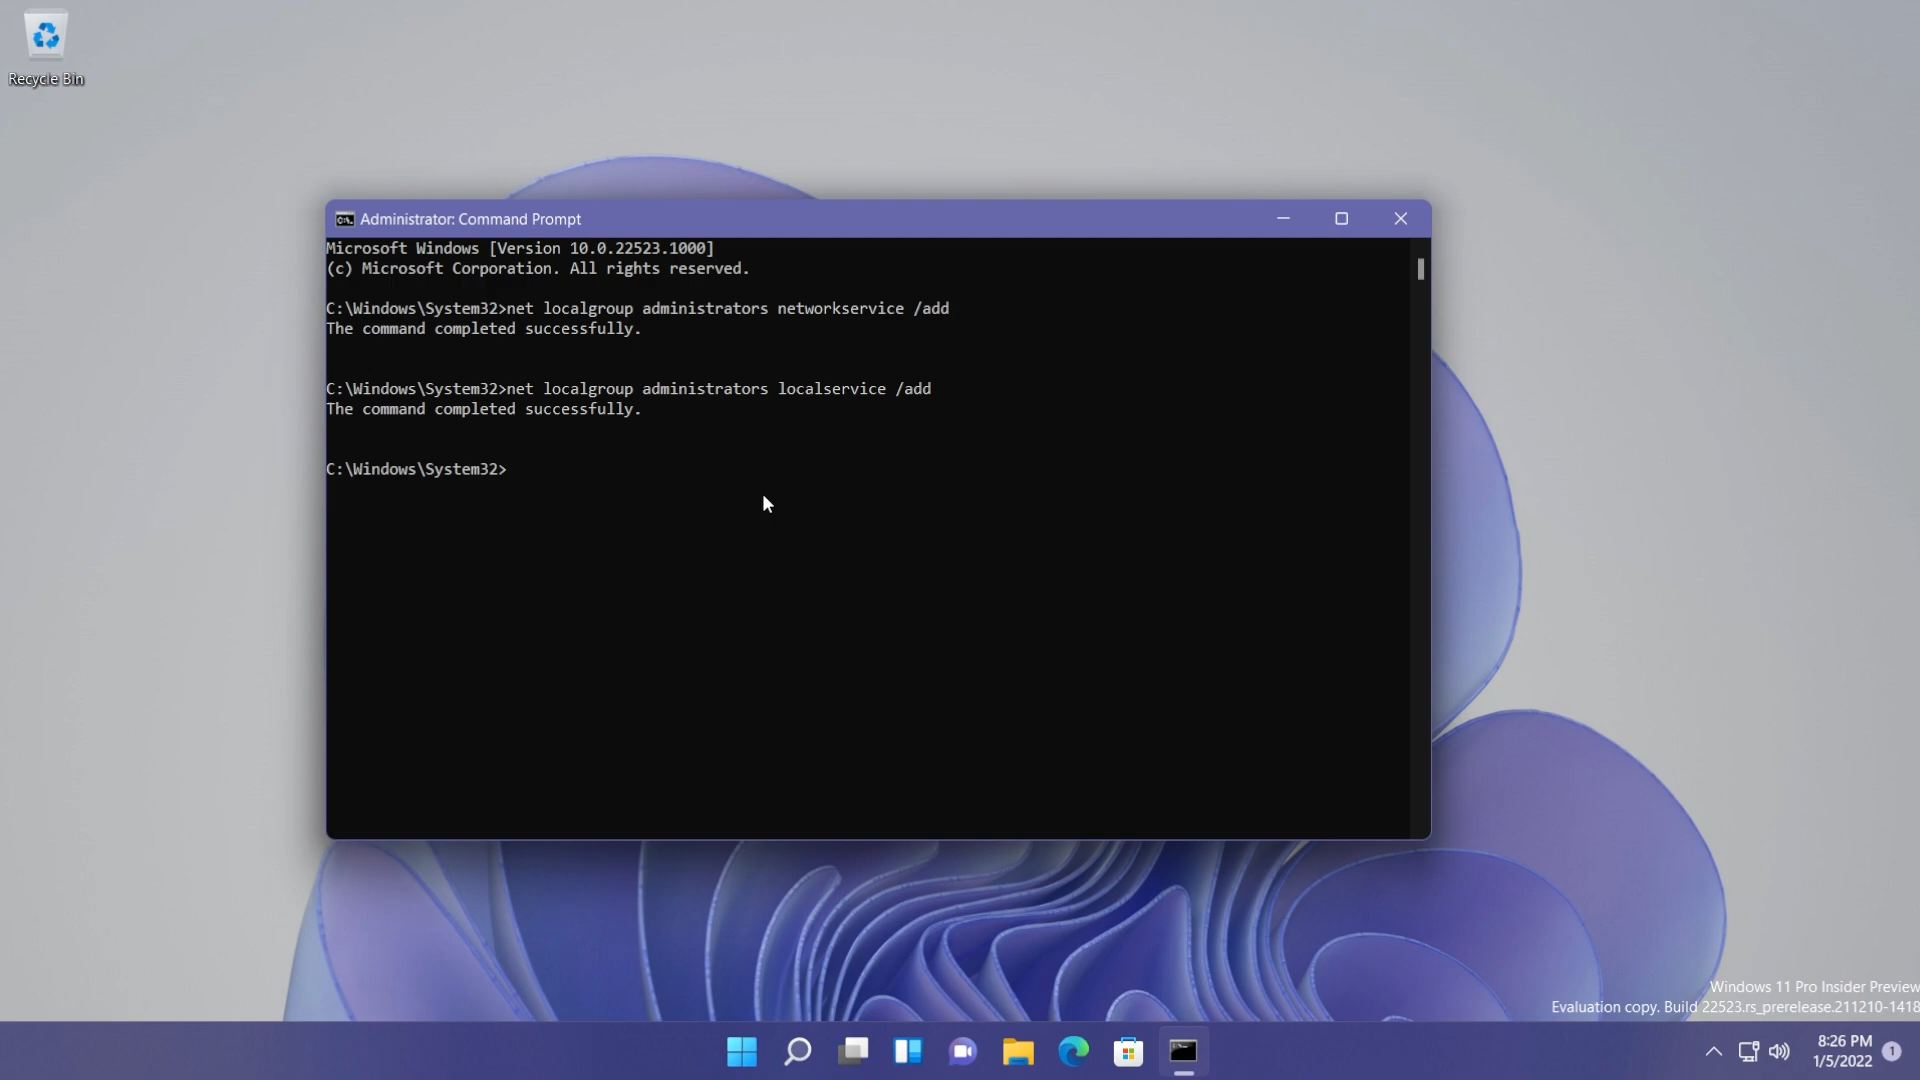 Recycle Bin
Administrator: Command Prompt
Microsoft Windows [Version 10.0.22523.1000]
(c) Microsoft Corporation. All rights reserved.
C:\Windows\System32>net localgroup administrators networkservice /add
The command completed successfully.
C:\Windows\System32>net localgroup administrators localservice /add
The command completed successfully.
C:\Windows\System32>
Windows 11 Pro Insider Preview
Evaluation copy. Build 22523.rs_prerelease.211210-1418
8:26 PM
1/5/2022
1